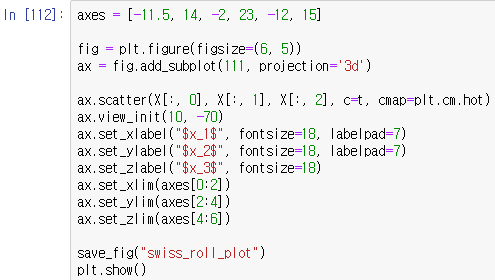 In [112]: axes = [-11.5, 14, -2, 23, -12, 15]
fig = plt.figure(figsize=(6, 5))
ax = fig.add_subplot(111, projection='3d')
ax.scatter(X[:, 0], X[:, 1], X[:, 2], c=t, cmap=plt.cm.hot)
ax.view_init(10, -70)
ax.set_xlabel("$x_1$", fontsize=18, labelpad=7)
ax.set_ylabel("$x_2$", fontsize=18, labelpad=7)
ax.set_zlabel("$x_3$", fontsize=18)
ax.set_xlim(axes[0:2])
ax.set_ylim(axes[2:4])
ax.set_zlim(axes[4:6])
save_fig("swiss_roll_plot")
plt.show()